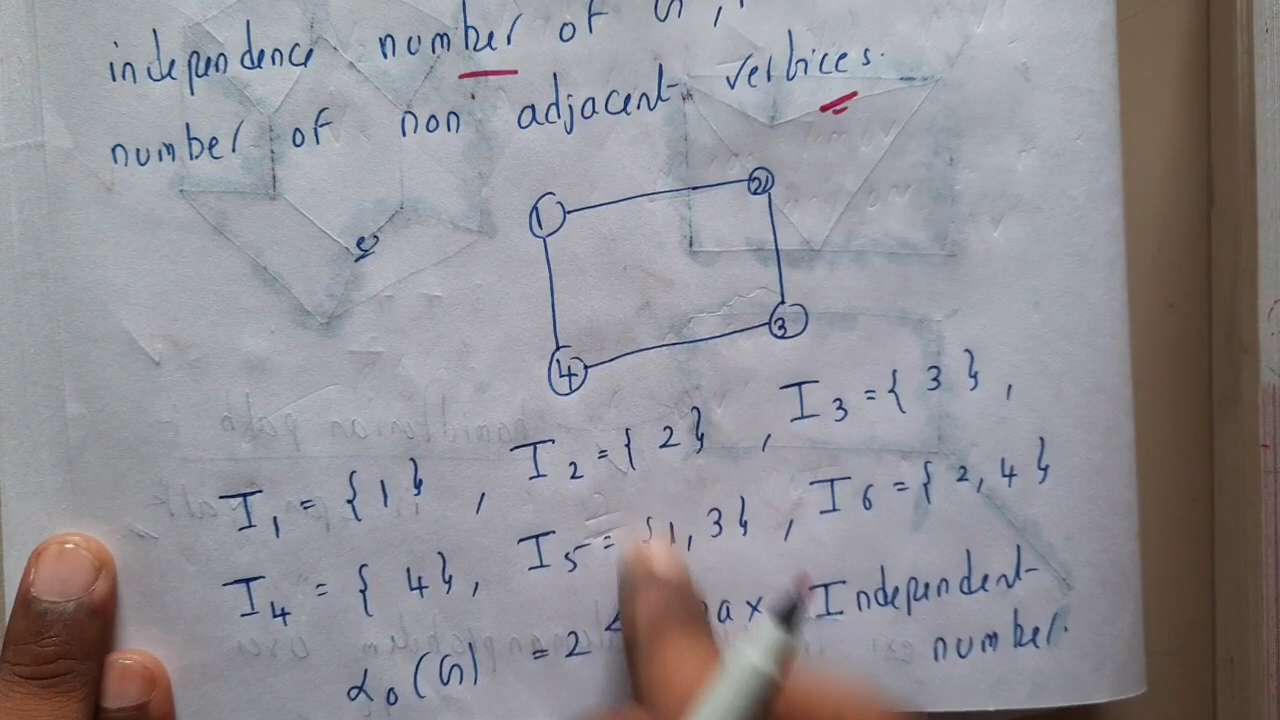 independence number of G,
number of non adjacent vertices.
1 2
4 3
I1 = {1}, I2 = {2}, I3 = {3},
I4 = {4}, I5 = {1,3}, I6 = {2,4}
α0(G) = 2 Independent
number.